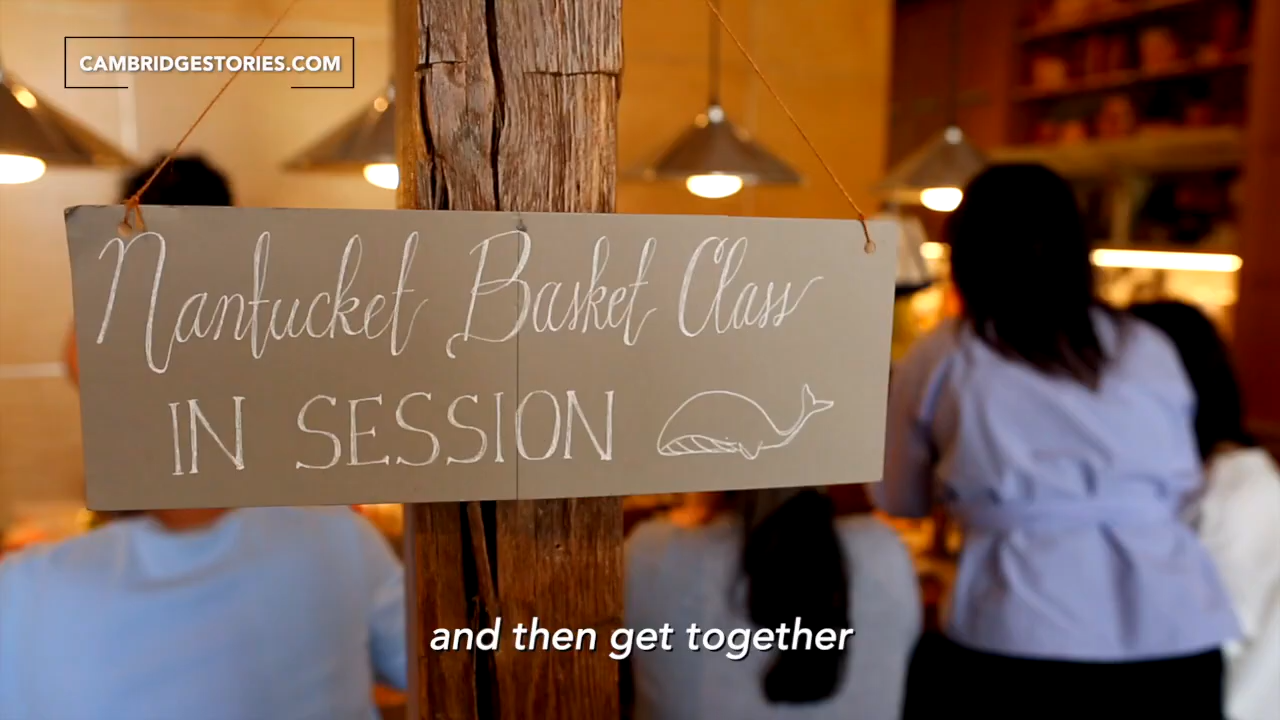 CAMBRIDGESTORIES.COM
Nantucket Basket Class
IN SESSION
and then get together